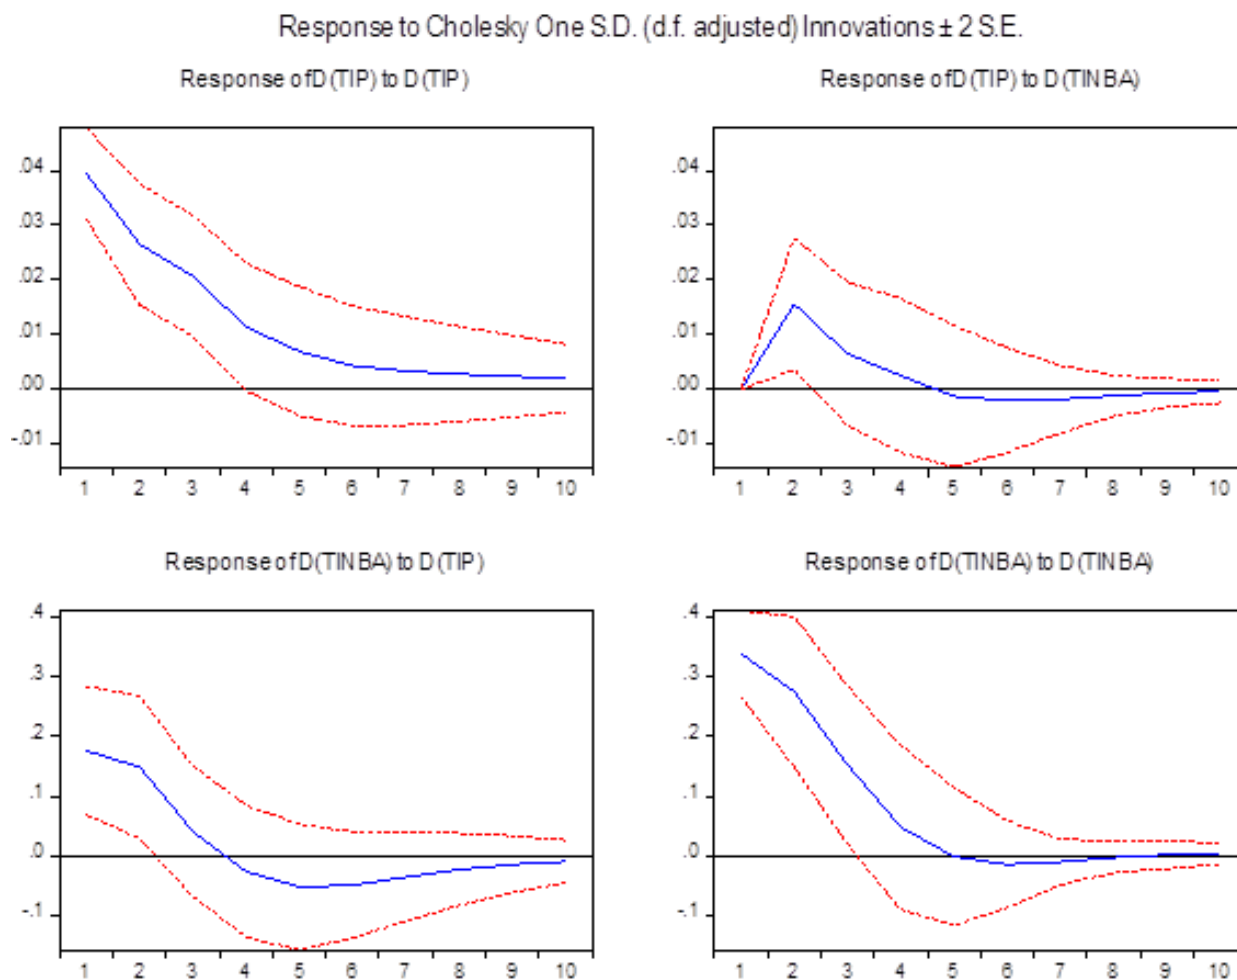 Response to Cholesky One S.D. (d.f. adjusted) Innovations ± 2 S.E.
Response of D(TIP) to D(TIP)
Response of D(TIP) to D(TINBA)
.04
.03
.02
.01
.00
-.01
1 2 3 4 5 6 7 8 9 10
.04
.03
.02
.01
.00
-.01
1 2 3 4 5 6 7 8 9 10
Response of D(TINBA) to D(TIP)
Response of D(TINBA) to D(TINBA)
.4
.3
.2
.1
.0
-.1
1 2 3 4 5 6 7 8 9 10
.4
.3
.2
.1
.0
-.1
1 2 3 4 5 6 7 8 9 10